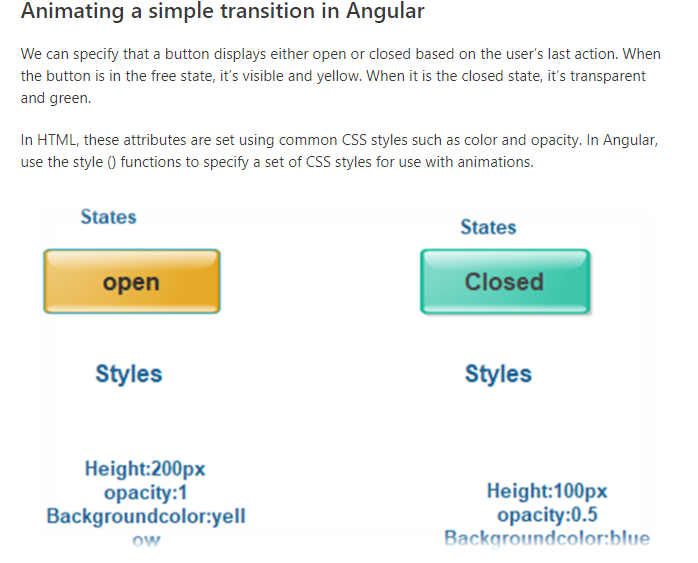 Animating a simple transition in Angular
We can specify that a button displays either open or closed based on the user's last action. When
the button is in the free state, it's visible and yellow. When it is the closed state, it's transparent
and green.
In HTML, these attributes are set using common CSS styles such as color and opacity. In Angular,
use the style () functions to specify a set of CSS styles for use with animations.
States
open
Styles
Height:200px
opacity:1
Backgroundcolor:yell
ow
States
Closed
Styles
Height:100px
opacity:0.5
Backgroundcolor:blue